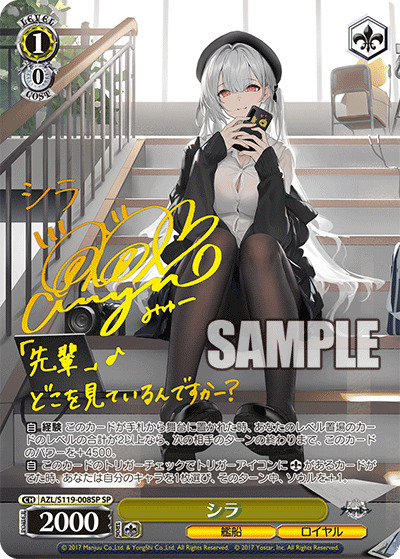 LEVEL
1
0
COST
シラ
みゅー
SAMPLE
「先輩」♪
どこを見ているんですかー?
自 経験 このカードが手札から舞台に置かれた時、あなたのレベル置場のカー
ドのレベルの合計が2以上なら、次の相手のターンの終わりまで、このカード
のパワーを+4500。
自 このカードのトリガーチェックでトリガーアイコンに
があるカードが
でた時、あなたは自分のキャラを1枚選び、そのターン中、ソウルを+1。
CH AZL/S119-008SP SP
POWER
2000
SOUL
シラ
艦船
ロイヤル
© 2017 Manjuu Co.,Ltd. & YongShi Co.,Ltd. All Rights Reserved.
© 2017 Yostar, Inc. All Rights Reserved.